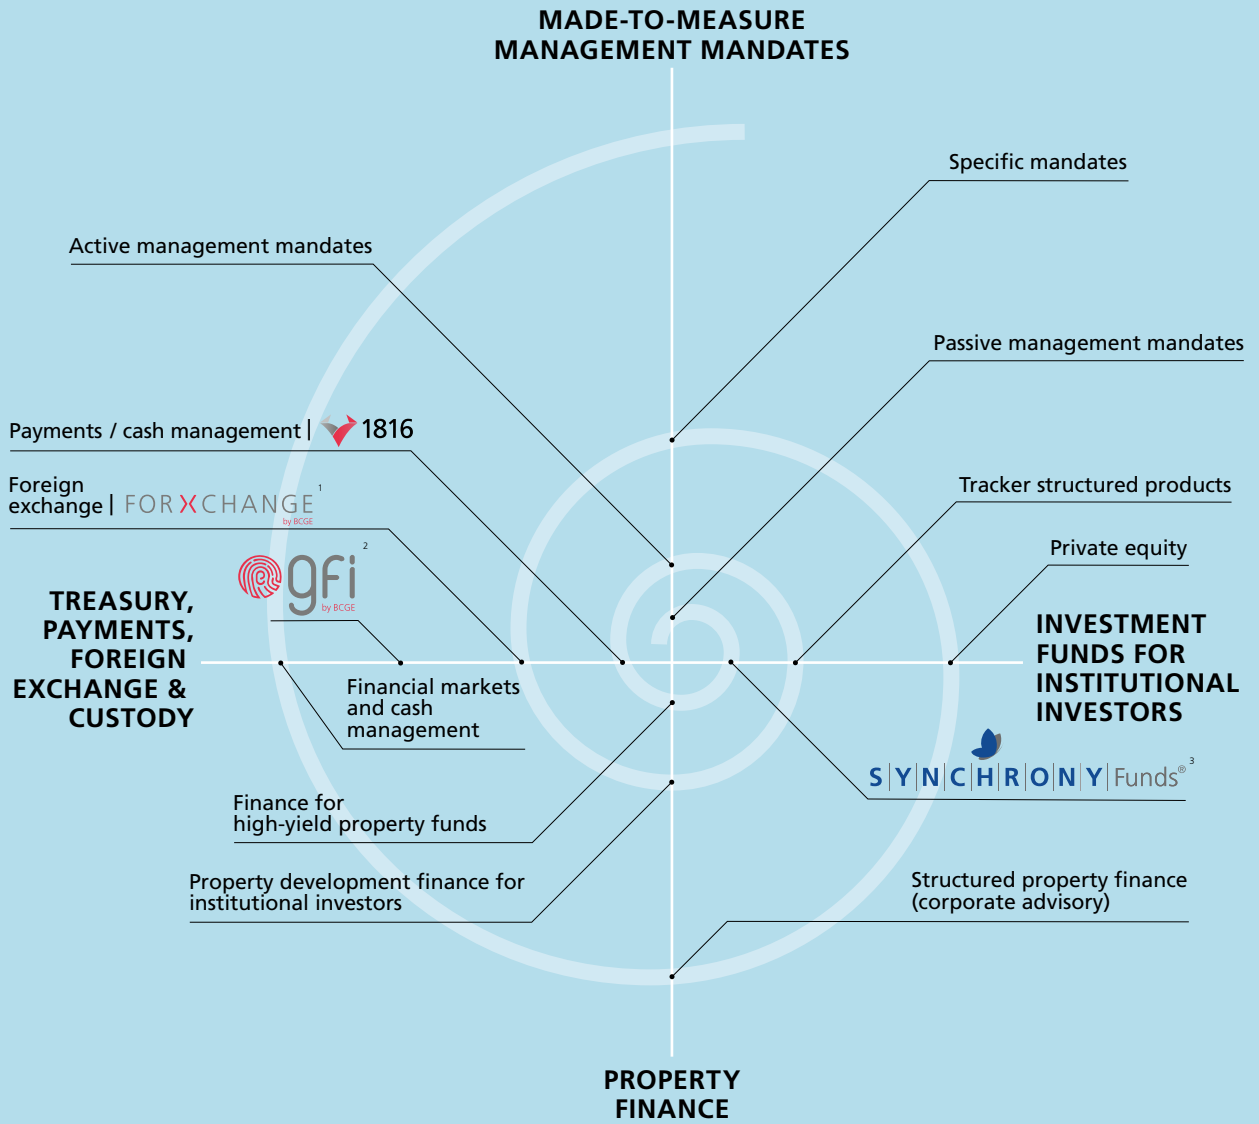 MADE-TO-MEASURE
MANAGEMENT MANDATES
Specific mandates
Active management mandates
Passive management mandates
Payments / cash management | 1816
Foreign
exchange | FORXCHANGE 1
by BCGE
Tracker structured products
Private equity
gfi 2
by BCGE
TREASURY,
PAYMENTS,
FOREIGN
EXCHANGE &
CUSTODY
INVESTMENT
FUNDS FOR
INSTITUTIONAL
INVESTORS
Financial markets
and cash
management
SYNCHRONY Funds® 3
Finance for
high-yield property funds
Property development finance for
institutional investors
Structured property finance
(corporate advisory)
PROPERTY
FINANCE